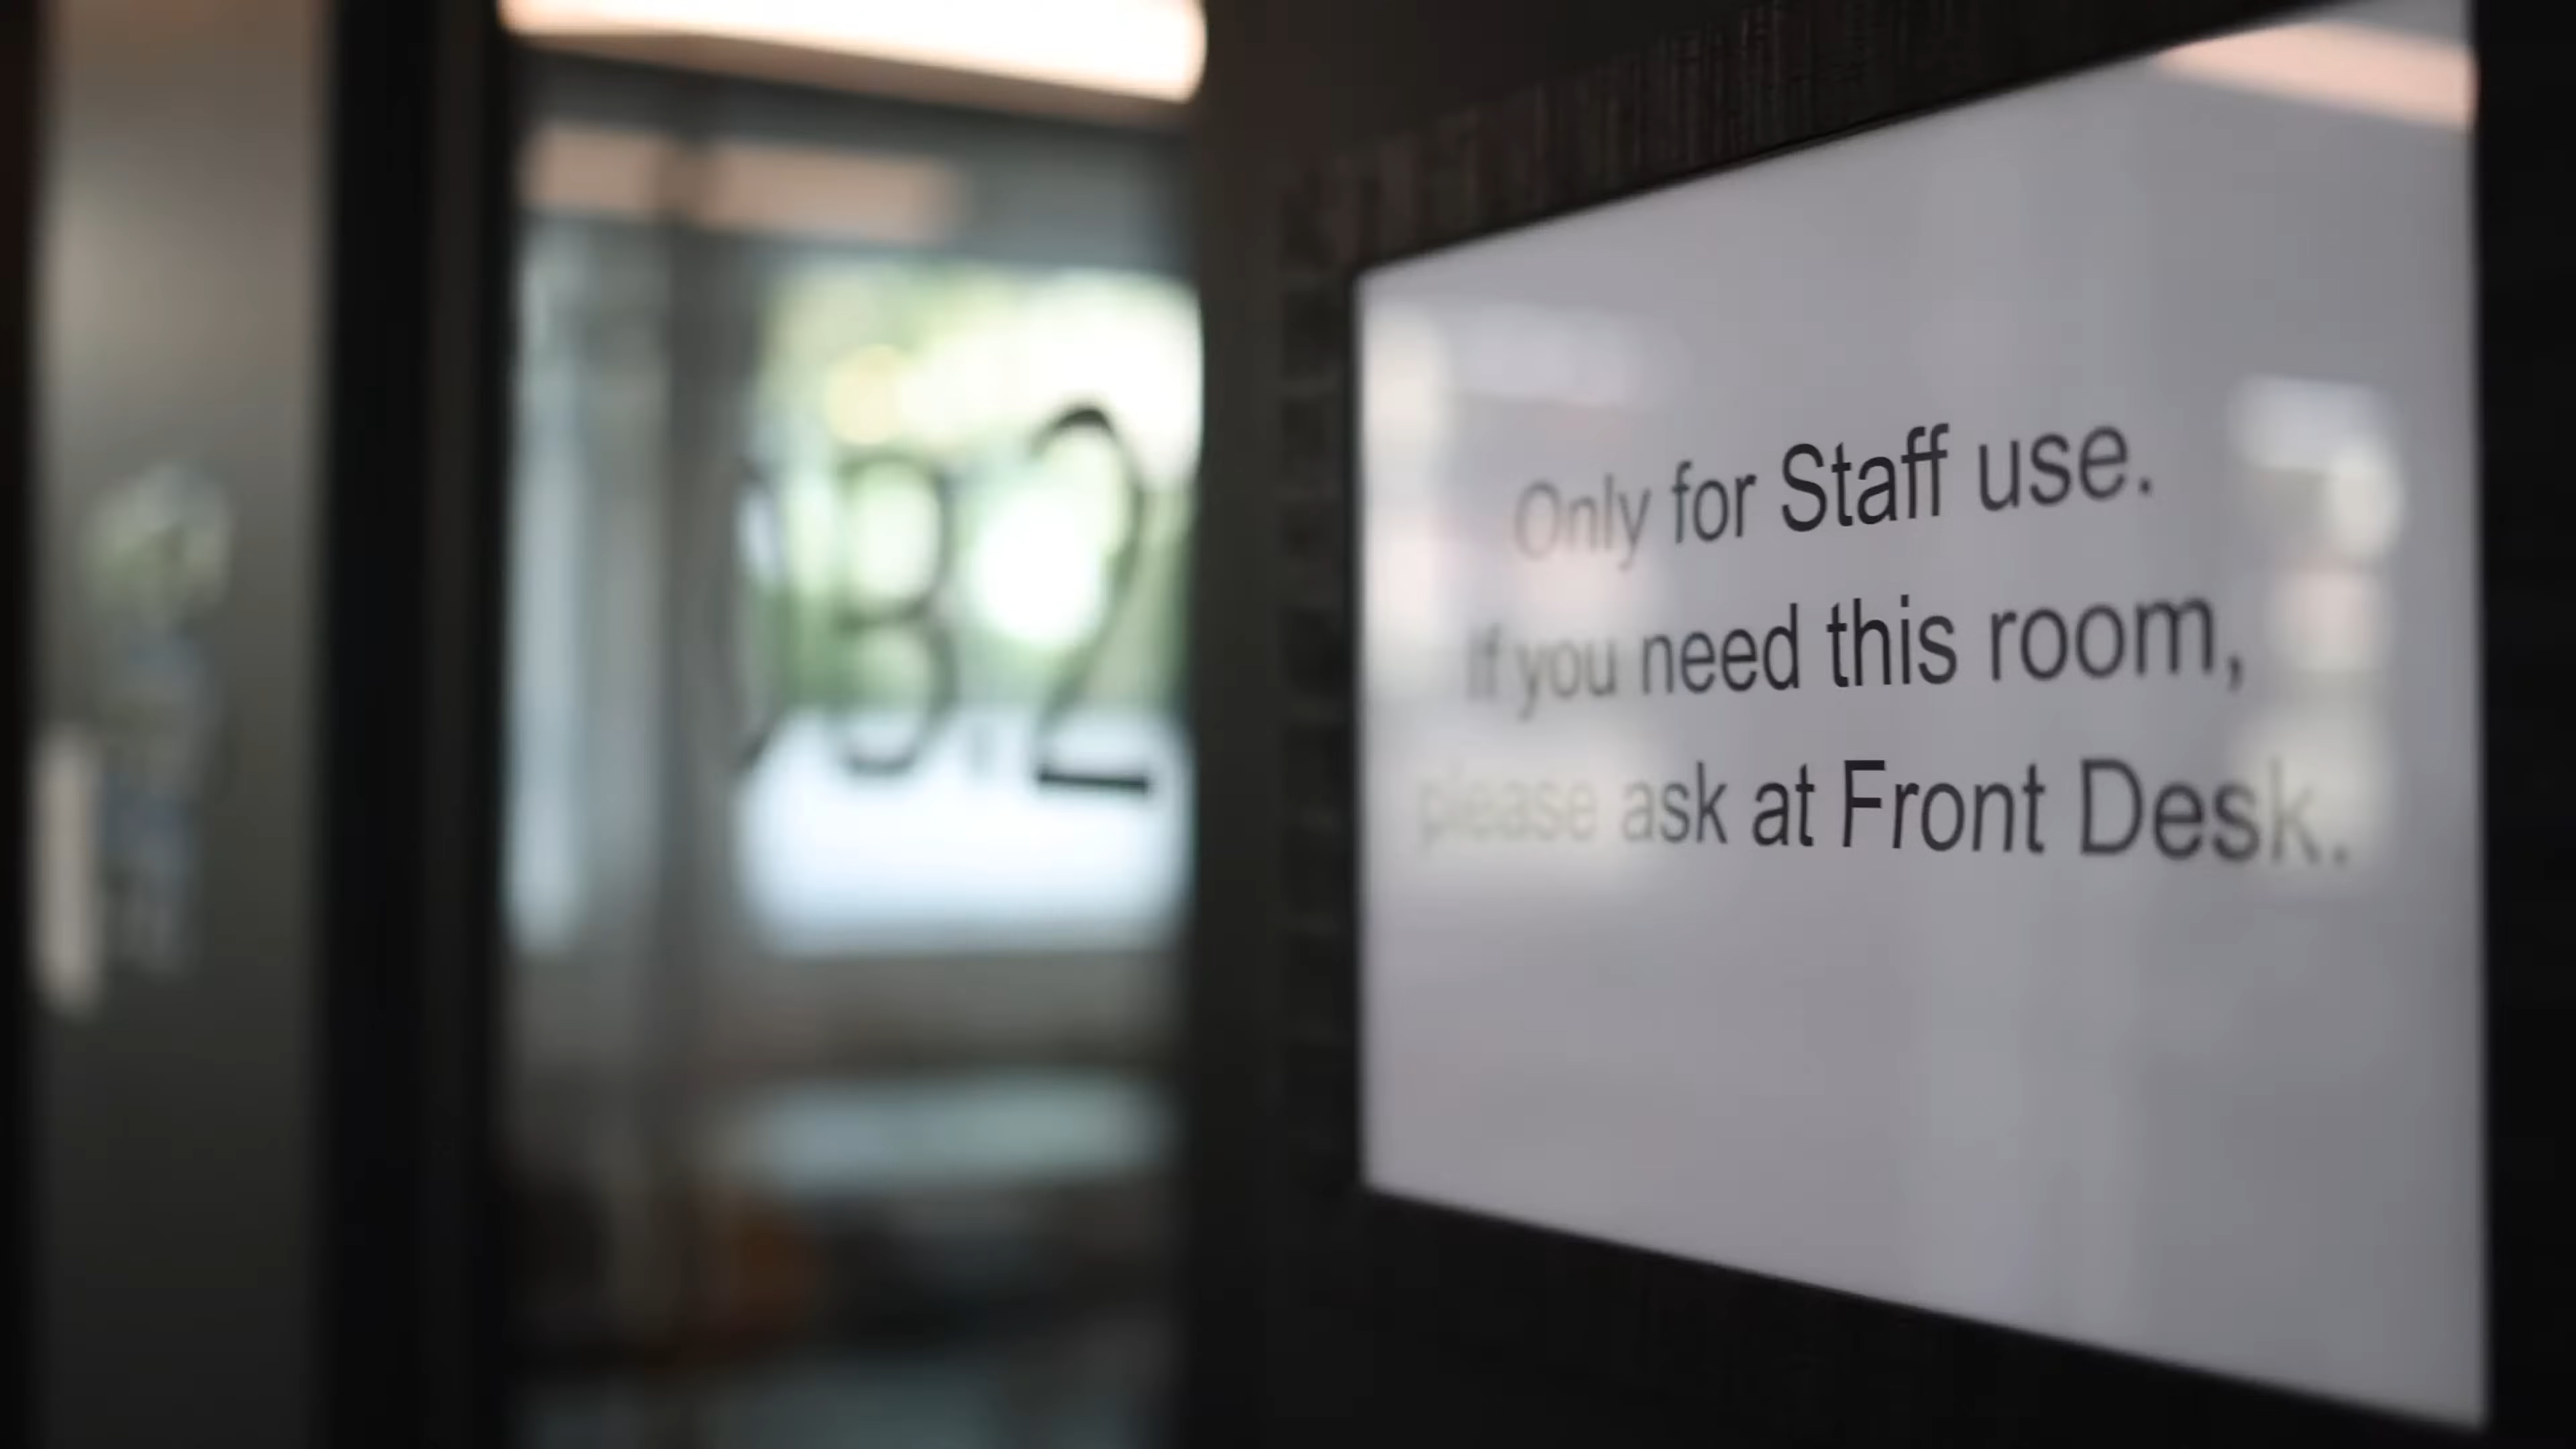 Only for Staff use.
If you need this room,
please ask at Front Desk.